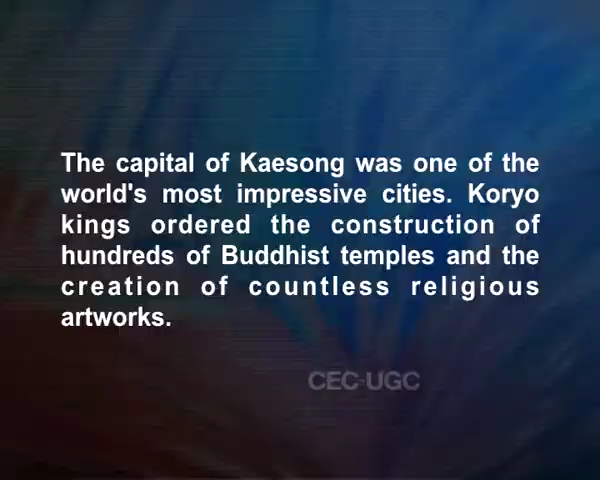 The capital of Kaesong was one of the
world's most impressive cities. Koryo
kings ordered the construction of
hundreds of Buddhist temples and the
creation of countless religious
artworks.
CEC-UGC